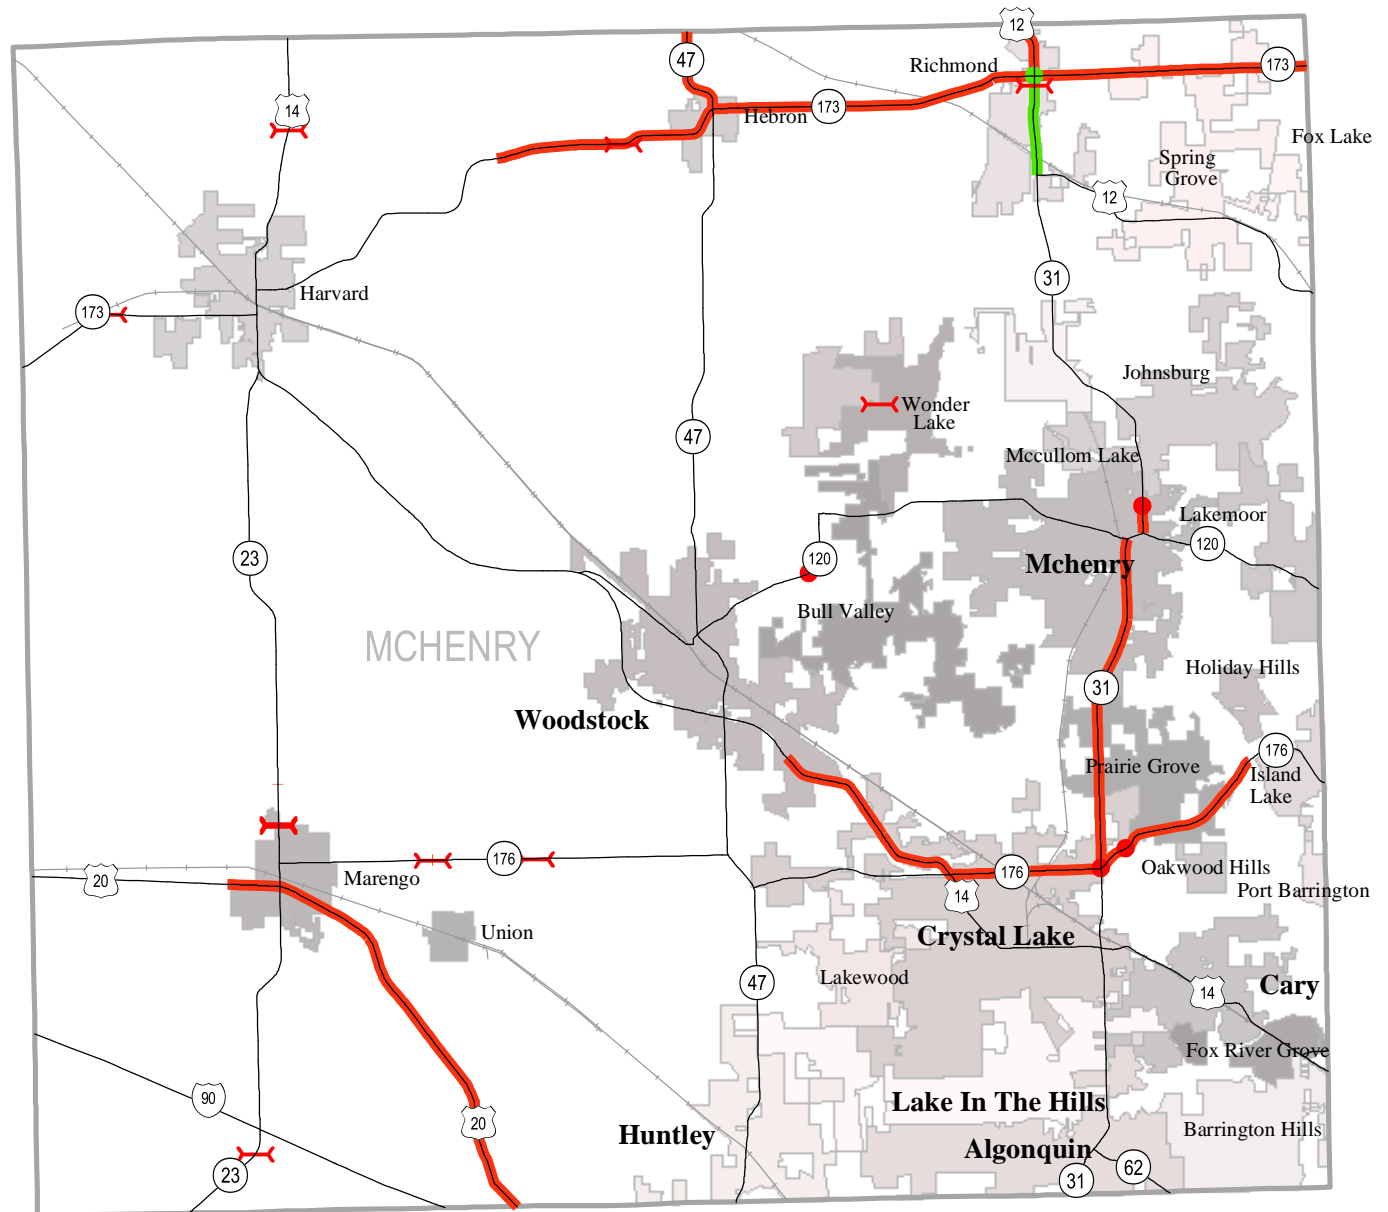 12
47
Richmond
173
14
Hebron
173
Fox Lake
Spring
Grove
12
31
Harvard
173
Johnsburg
Wonder
Lake
47
Mccullom Lake
Lakemoor
120
23
120
Mchenry
Bull Valley
MCHENRY
Holiday Hills
31
Woodstock
176
Prairie Grove
Island
Lake
176
Oakwood Hills
176
20
Marengo
14
Port Barrington
Union
Crystal Lake
Lakewood
47
14
Cary
Fox River Grove
90
Lake In The Hills
20
Huntley
Barrington Hills
Algonquin
23
62
31